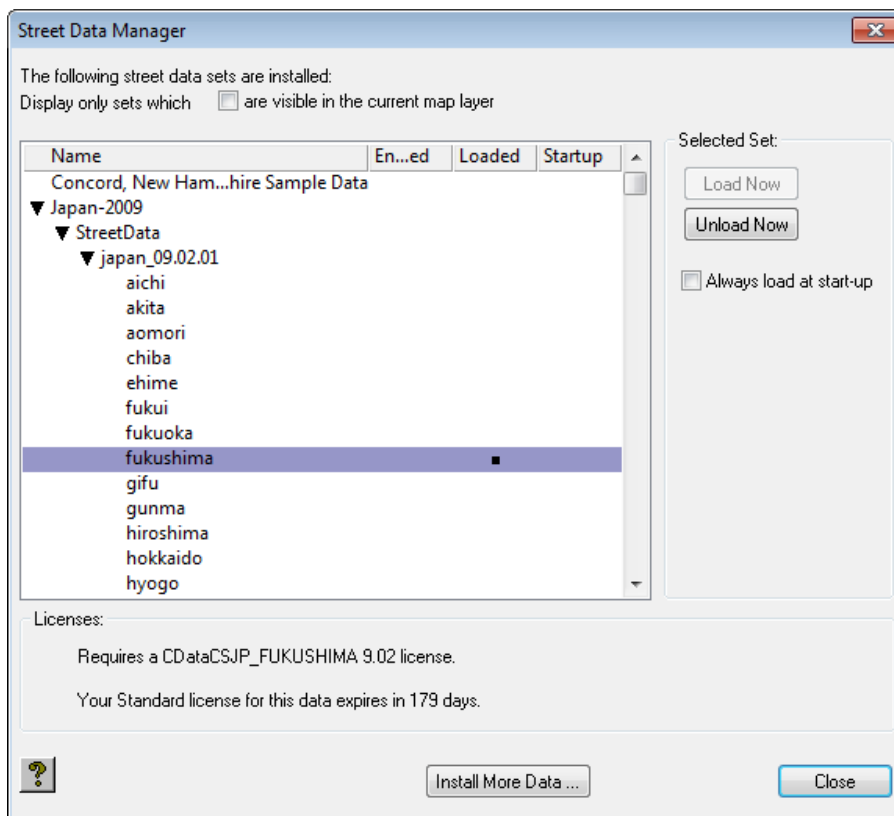 Street Data Manager
The following street data sets are installed:
Display only sets which are visible in the current map layer
Name En...ed Loaded Startup
Concord, New Ham...hire Sample Data
Japan-2009
StreetData
japan_09.02.01
aichi
akita
aomori
chiba
ehime
fukui
fukuoka
fukushima
gifu
gunma
hiroshima
hokkaido
hyogo
Selected Set:
Load Now
Unload Now
Always load at start-up
Licenses:
Requires a CDataCSJP_FUKUSHIMA 9.02 license.
Your Standard license for this data expires in 179 days.
?
Install More Data ...
Close